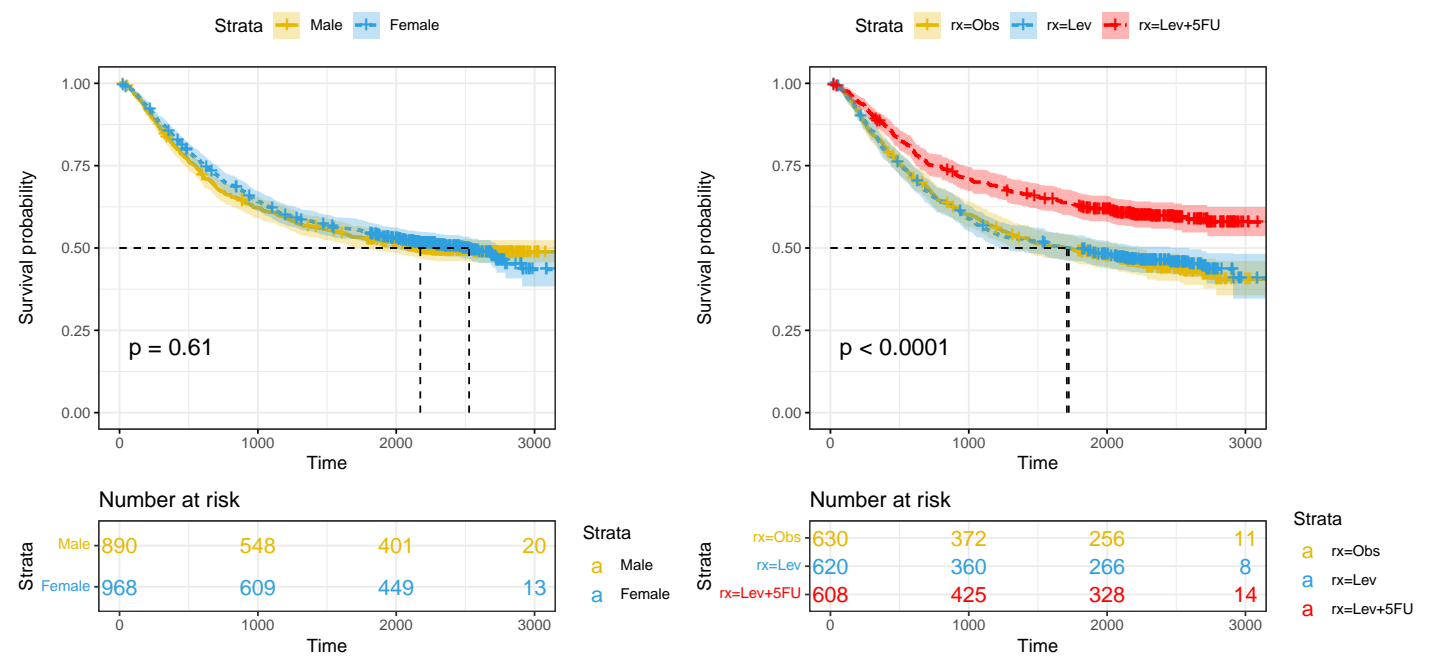 Strata Male Female
Survival probability
1.00
0.75
0.50
0.25
0.00
p = 0.61
0 1000 2000 3000
Time
Number at risk
Strata
Male 890 548 401 20
Female 968 609 449 13
0 1000 2000 3000
Time
Strata
a Male
a Female
Strata rx=Obs rx=Lev rx=Lev+5FU
Survival probability
1.00
0.75
0.50
0.25
0.00
p < 0.0001
0 1000 2000 3000
Time
Number at risk
Strata
rx=Obs 630 372 256 11
rx=Lev 620 360 266 8
rx=Lev+5FU 608 425 328 14
0 1000 2000 3000
Time
Strata
a rx=Obs
a rx=Lev
a rx=Lev+5FU